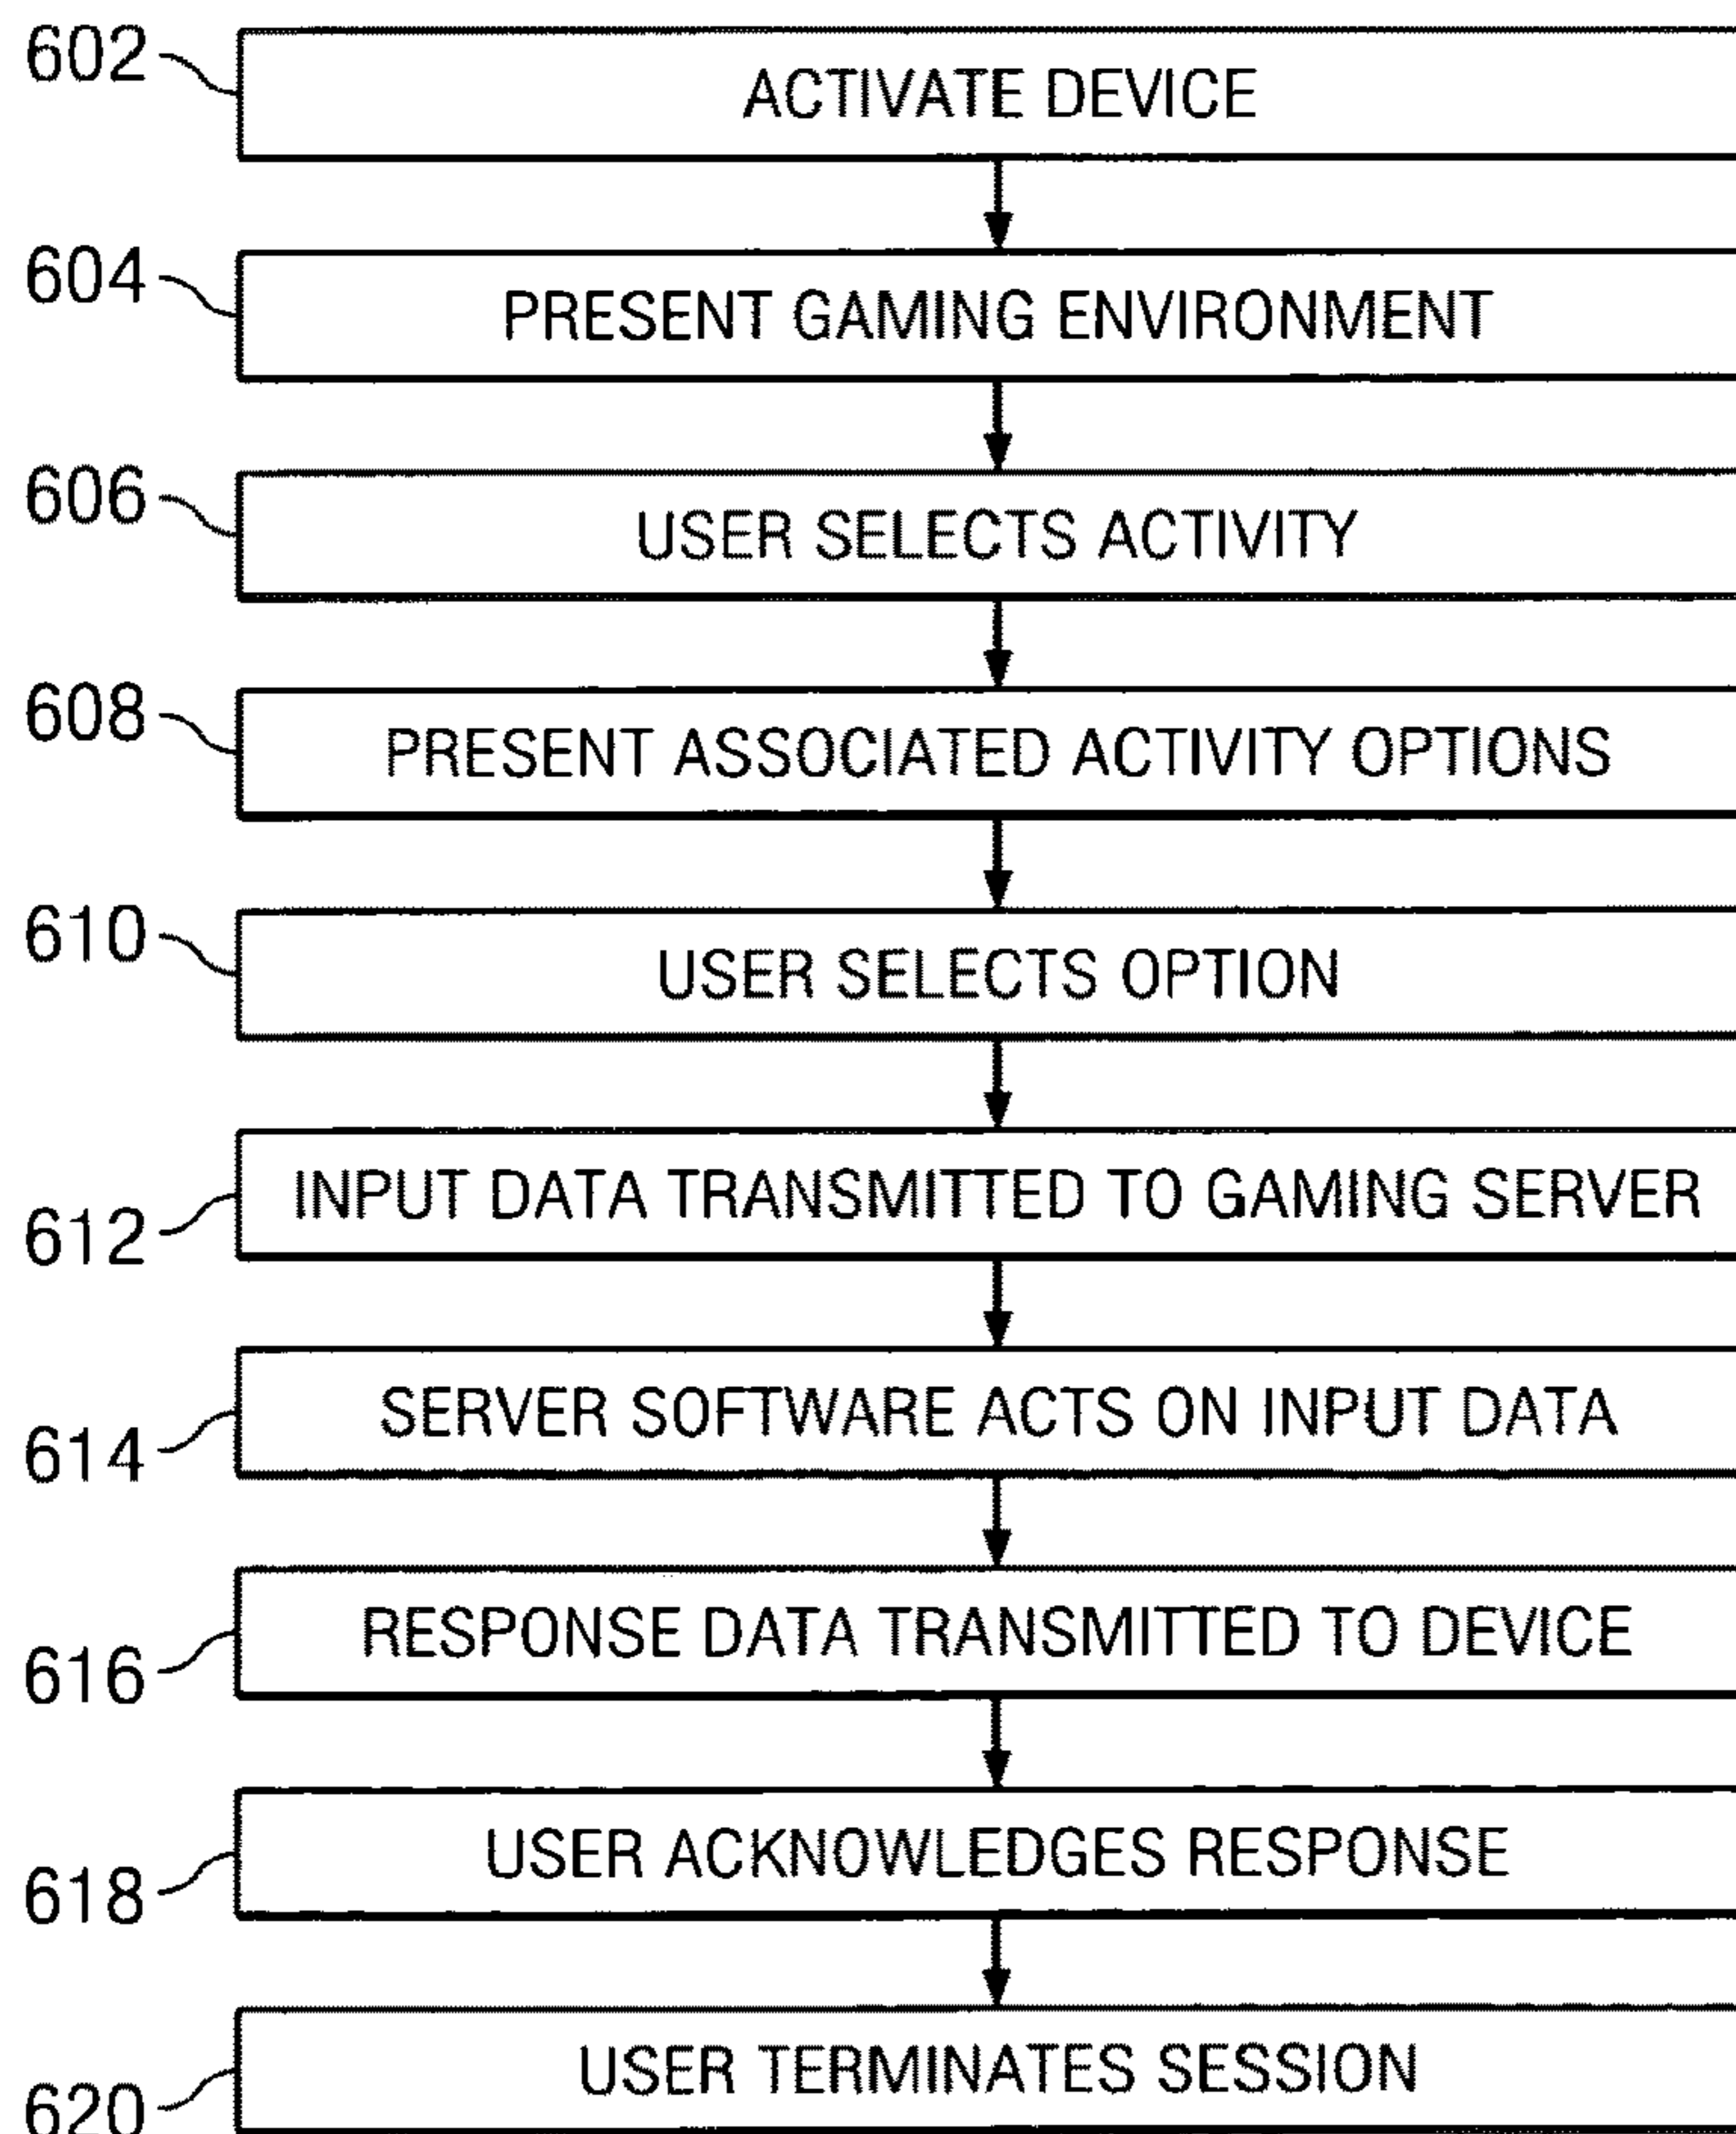 602 ACTIVATE DEVICE
604 PRESENT GAMING ENVIRONMENT
606 USER SELECTS ACTIVITY
608 PRESENT ASSOCIATED ACTIVITY OPTIONS
610 USER SELECTS OPTION
612 INPUT DATA TRANSMITTED TO GAMING SERVER
614 SERVER SOFTWARE ACTS ON INPUT DATA
616 RESPONSE DATA TRANSMITTED TO DEVICE
618 USER ACKNOWLEDGES RESPONSE
620 USER TERMINATES SESSION